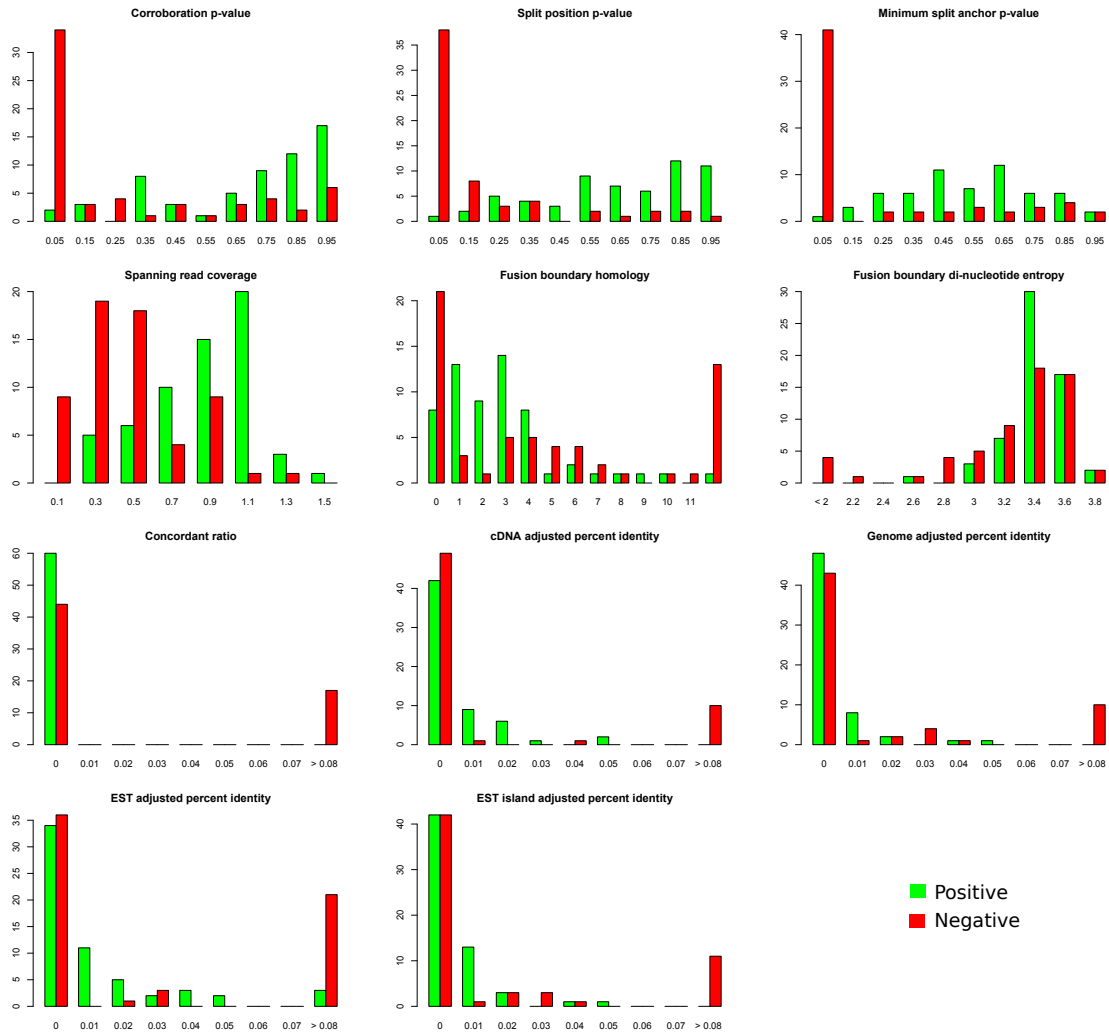 Corroboration p-value
0 5 10 15 20 25 30
0.05 0.15 0.25 0.35 0.45 0.55 0.65 0.75 0.85 0.95
Split position p-value
0 5 10 15 20 25 30 35
0.05 0.15 0.25 0.35 0.45 0.55 0.65 0.75 0.85 0.95
Minimum split anchor p-value
0 10 20 30 40
0.05 0.15 0.25 0.35 0.45 0.55 0.65 0.75 0.85 0.95
Spanning read coverage
0 5 10 15 20
0.1 0.3 0.5 0.7 0.9 1.1 1.3 1.5
Fusion boundary homology
0 5 10 15 20
0 1 2 3 4 5 6 7 8 9 10 11
Fusion boundary di-nucleotide entropy
0 5 10 15 20 25 30
< 2 2.2 2.4 2.6 2.8 3 3.2 3.4 3.6 3.8
Concordant ratio
0 10 20 30 40 50 60
0 0.01 0.02 0.03 0.04 0.05 0.06 0.07 > 0.08
cDNA adjusted percent identity
0 10 20 30 40
0 0.01 0.02 0.03 0.04 0.05 0.06 0.07 > 0.08
Genome adjusted percent identity
0 10 20 30 40
0 0.01 0.02 0.03 0.04 0.05 0.06 0.07 > 0.08
EST adjusted percent identity
0 5 10 15 20 25 30 35
0 0.01 0.02 0.03 0.04 0.05 0.06 0.07 > 0.08
EST island adjusted percent identity
0 10 20 30 40
0 0.01 0.02 0.03 0.04 0.05 0.06 0.07 > 0.08
Positive
Negative